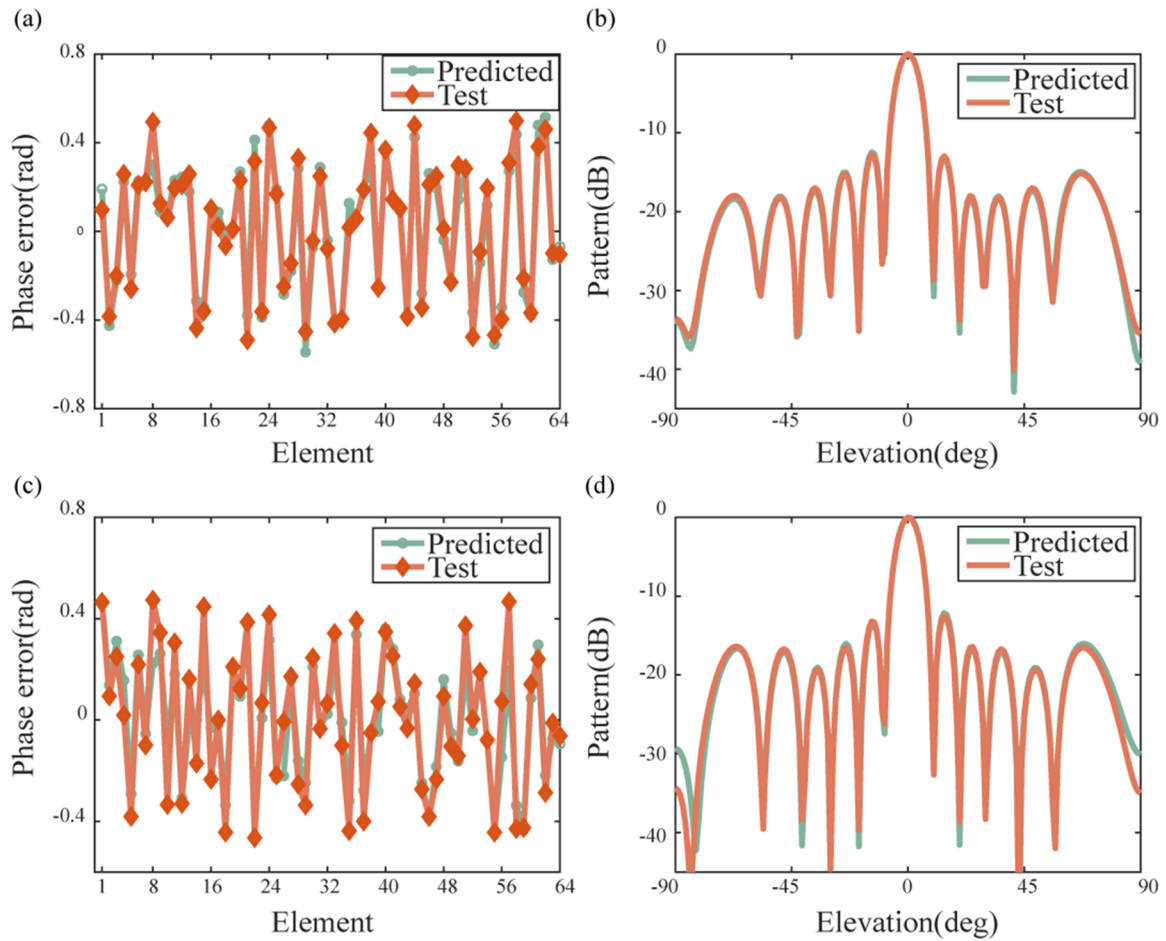 (a)
0.8
0.4
0
-0.4
-0.8
Phase error(rad)
Predicted
Test
1 8 16 24 32 40 48 56 64
Element
(b)
0
-10
-20
-30
-40
Pattern(dB)
Predicted
Test
-90 -45 0 45 90
Elevation(deg)
(c)
0.8
0.4
0
-0.4
Phase error(rad)
Predicted
Test
1 8 16 24 32 40 48 56 64
Element
(d)
0
-10
-20
-30
-40
Pattern(dB)
Predicted
Test
-90 -45 0 45 90
Elevation(deg)